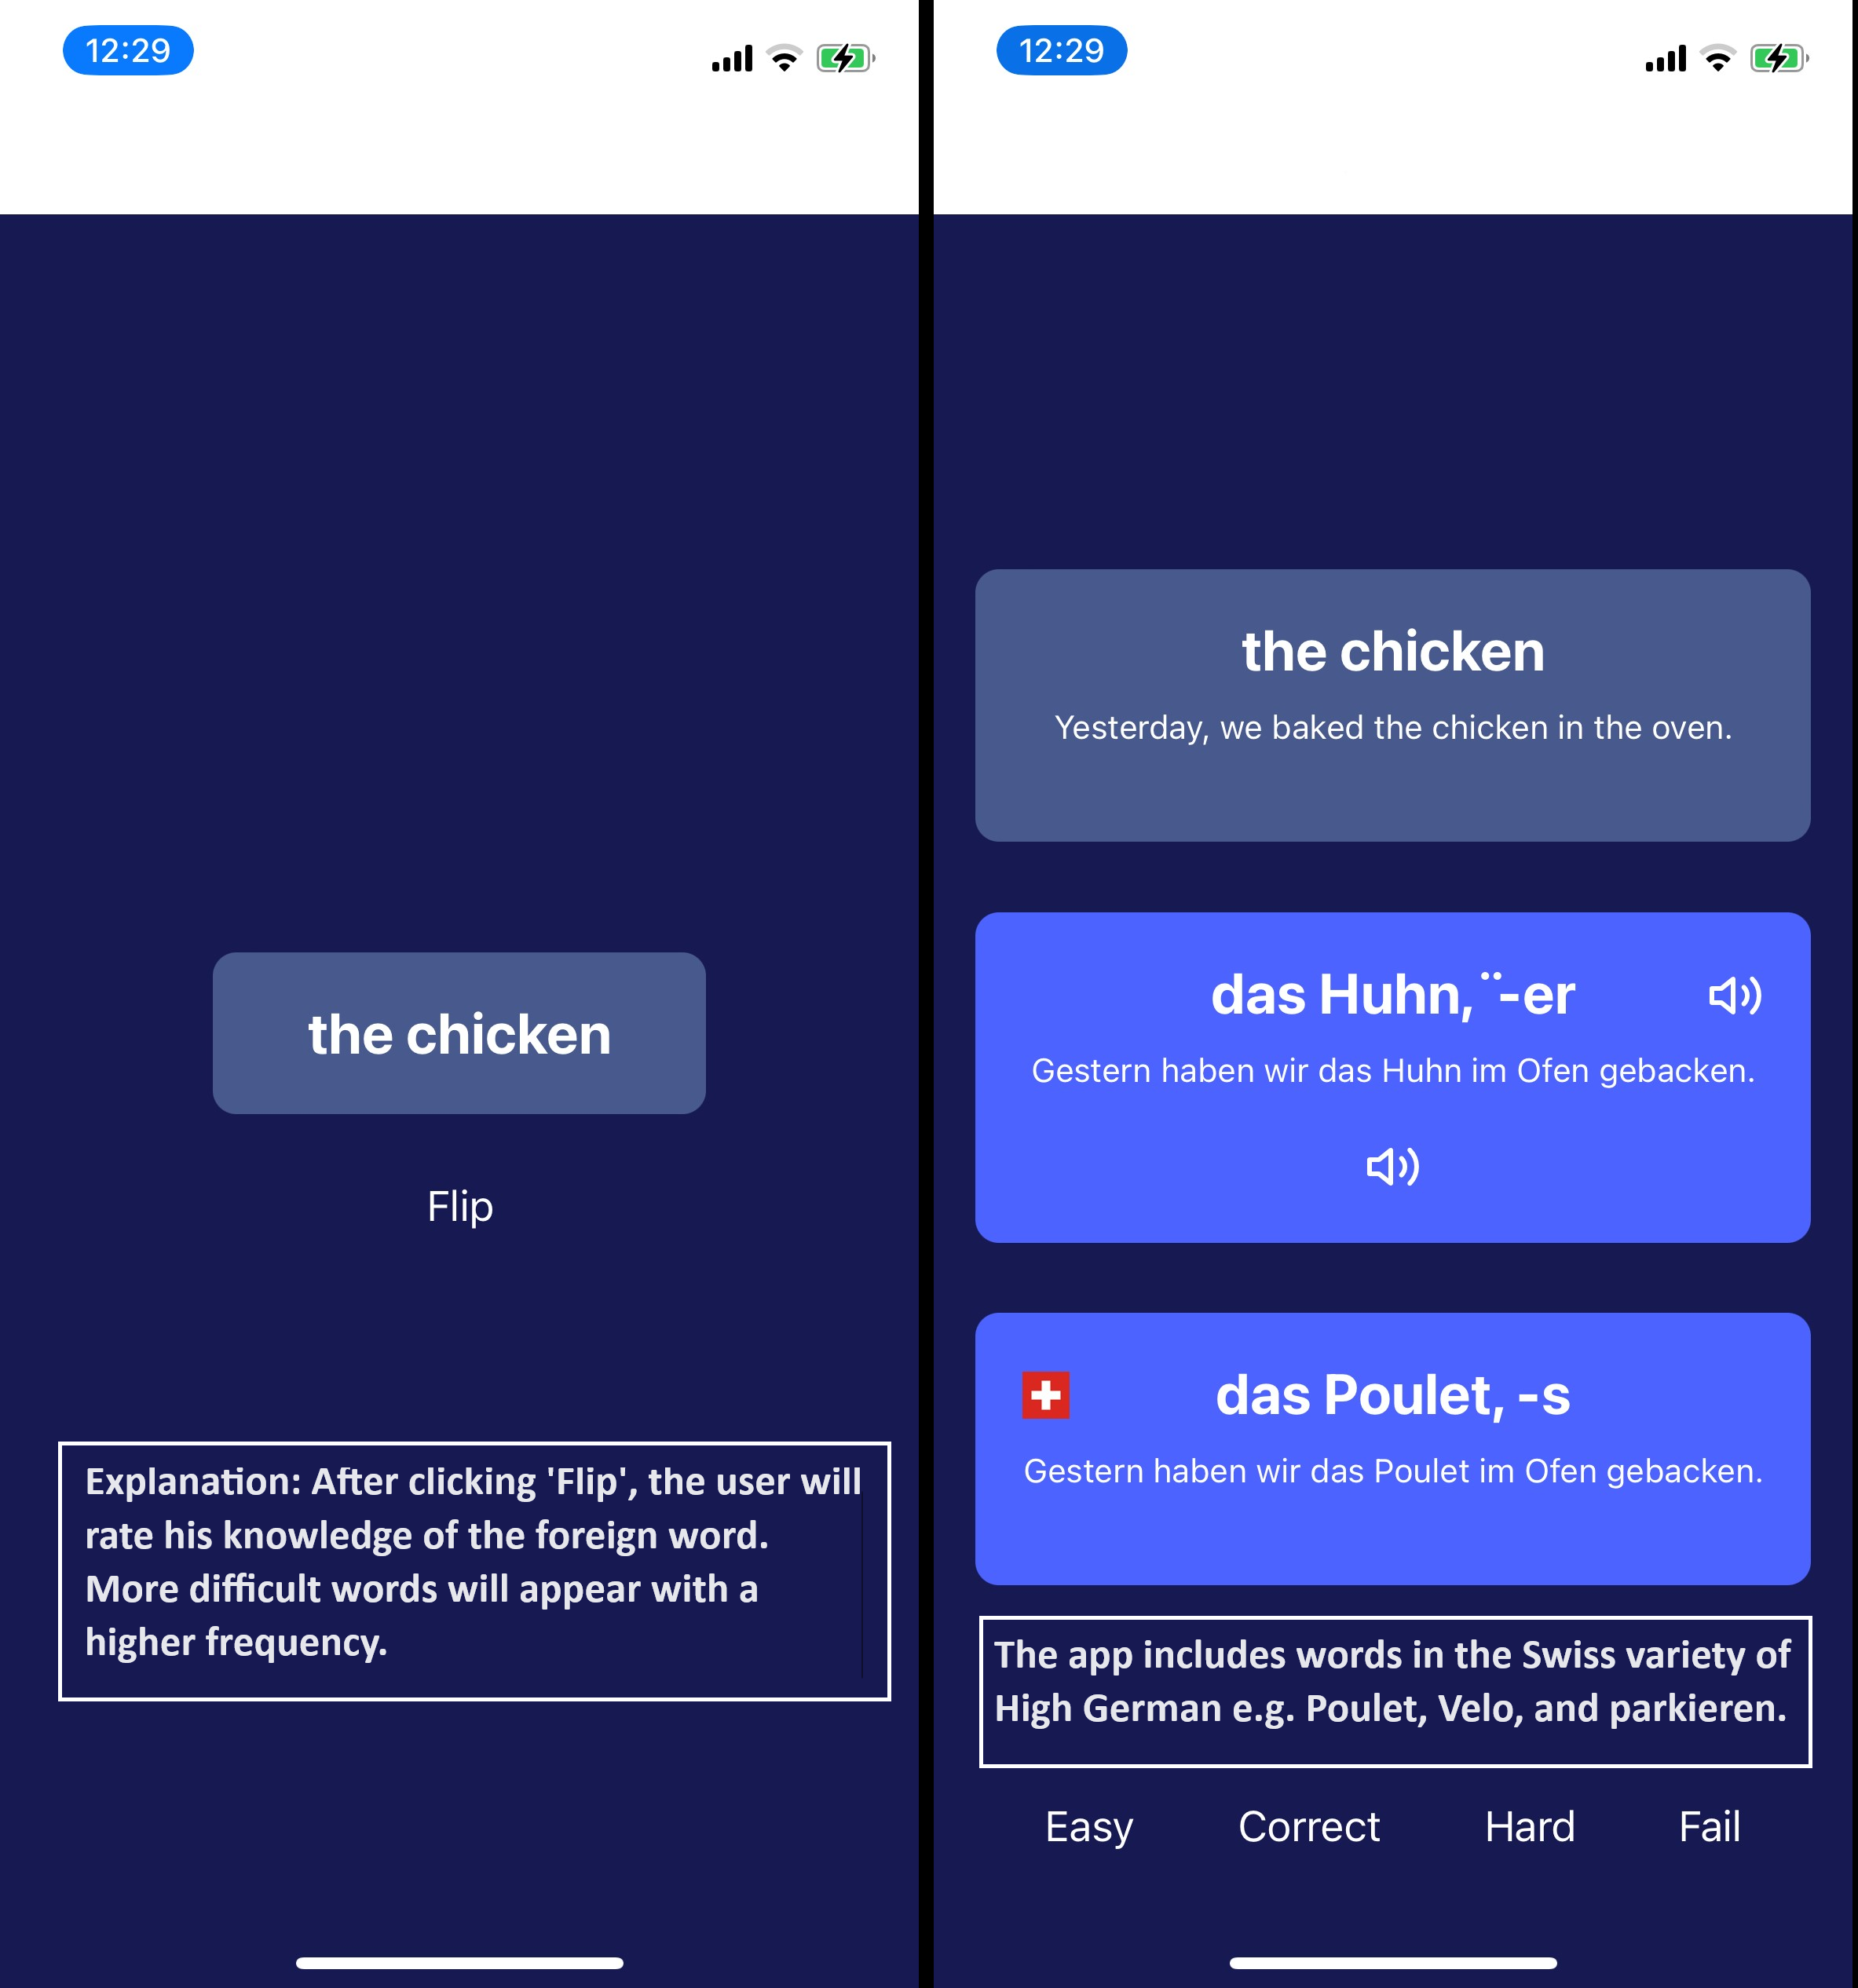 12:29
the chicken
Flip
Explanation: After clicking 'Flip', the user will
rate his knowledge of the foreign word.
More difficult words will appear with a
higher frequency.
12:29
the chicken
Yesterday, we baked the chicken in the oven.
das Huhn, ¨-er
Gestern haben wir das Huhn im Ofen gebacken.
das Poulet, -s
Gestern haben wir das Poulet im Ofen gebacken.
The app includes words in the Swiss variety of
High German e.g. Poulet, Velo, and parkieren.
Easy Correct Hard Fail